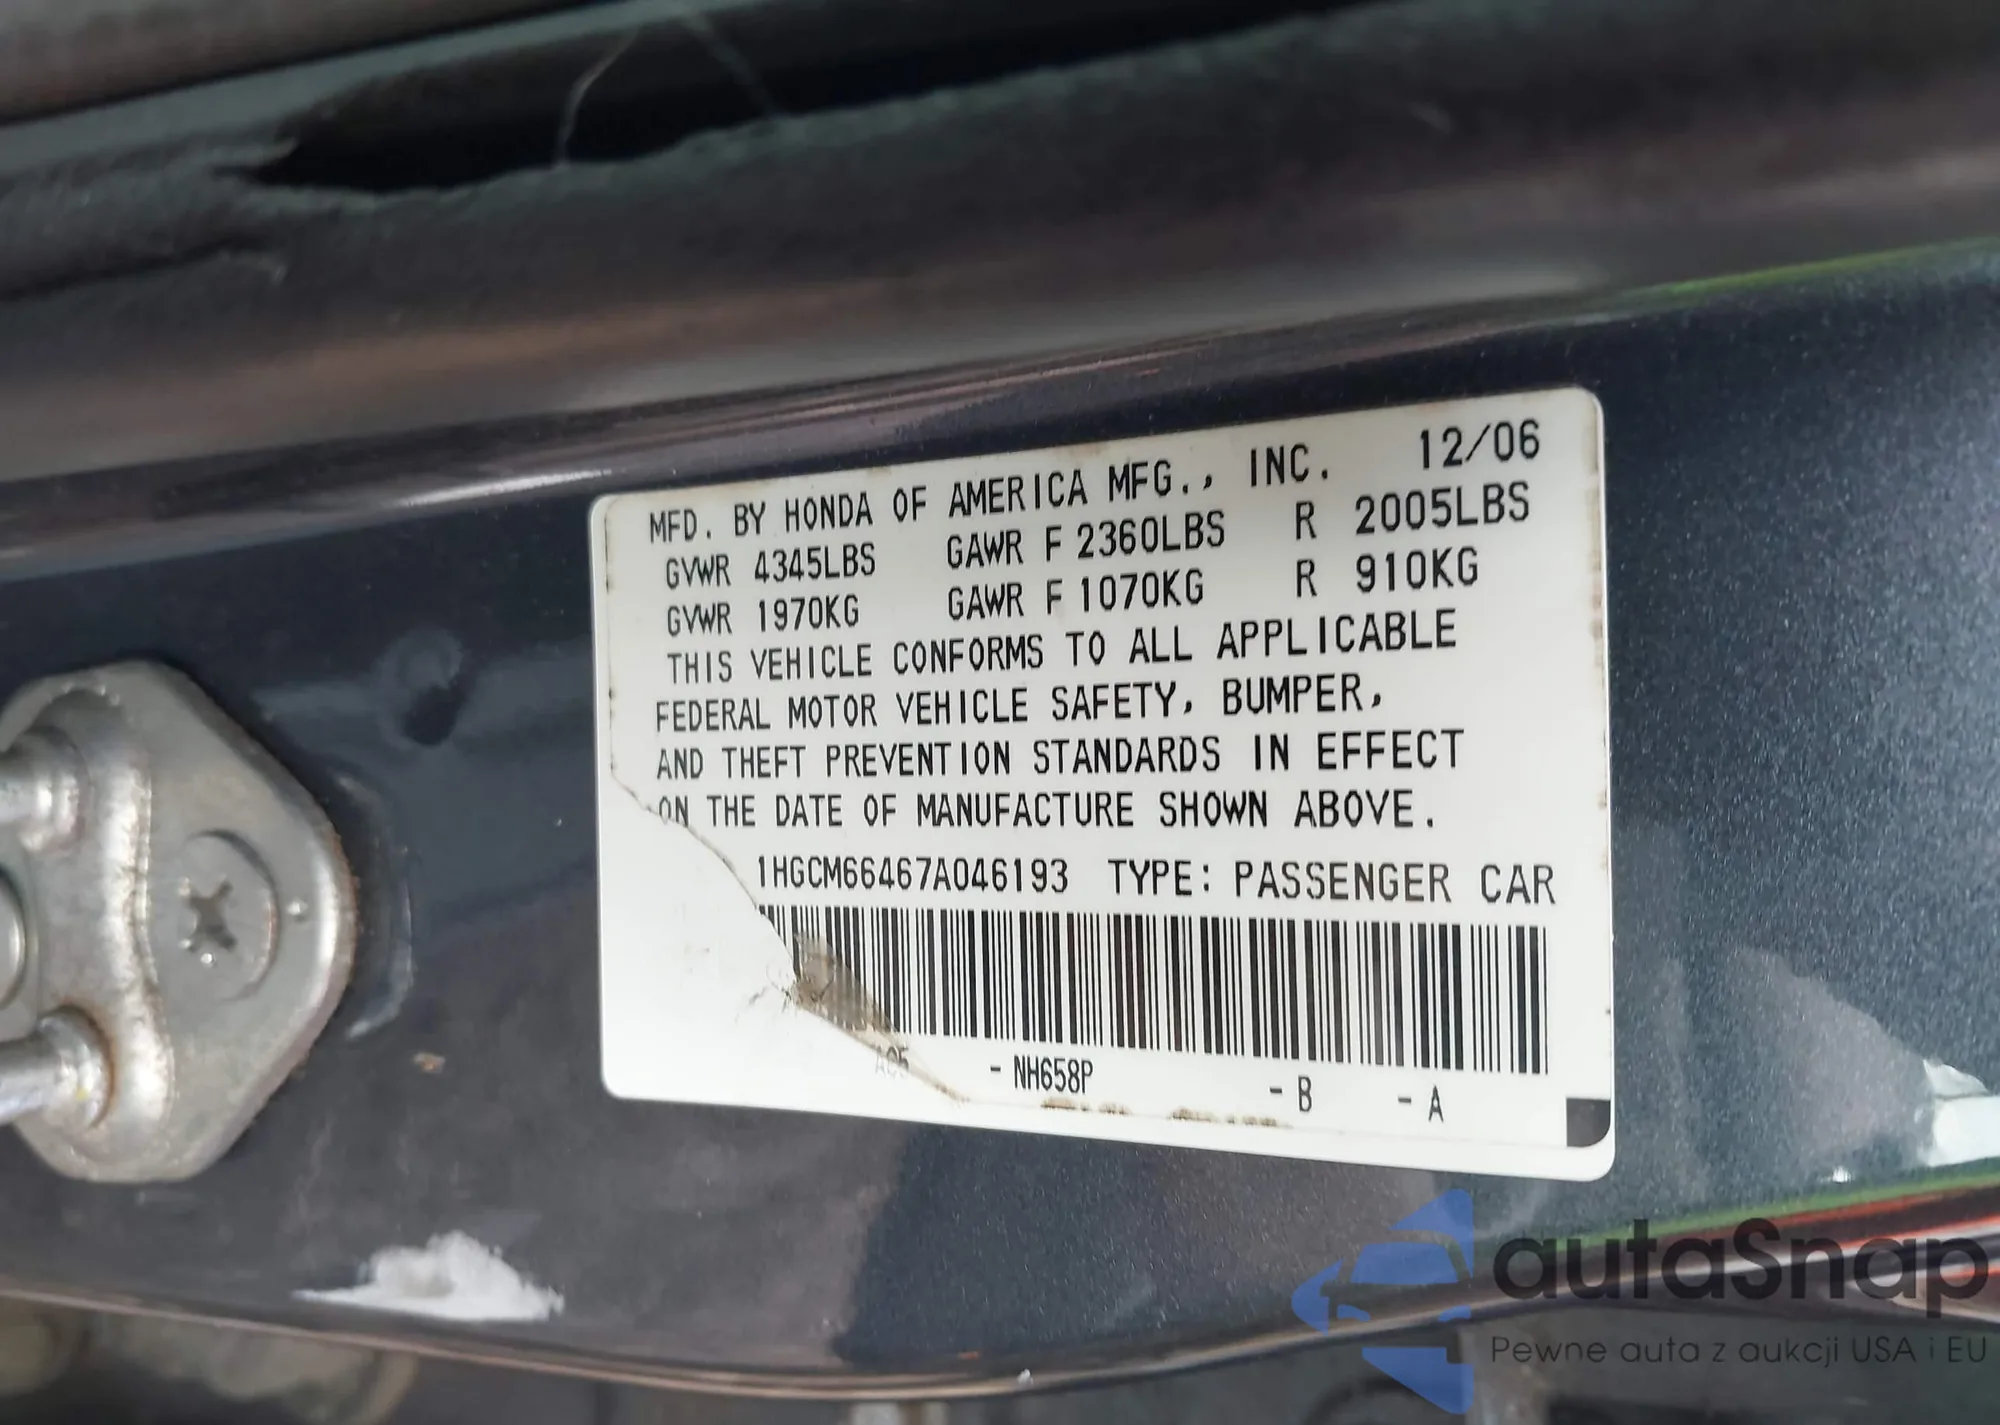 MFD. BY HONDA OF AMERICA MFG., INC. 12/06
GVWR 4345LBS GAWR F 2360LBS R 2005LBS
GVWR 1970KG GAWR F 1070KG R 910KG
THIS VEHICLE CONFORMS TO ALL APPLICABLE
FEDERAL MOTOR VEHICLE SAFETY, BUMPER,
AND THEFT PREVENTION STANDARDS IN EFFECT
ON THE DATE OF MANUFACTURE SHOWN ABOVE.
1HGCM66467A046193 TYPE: PASSENGER CAR
A05 - NH658P - B - A
autaSnap
Pewne auta z aukcji USA i EU